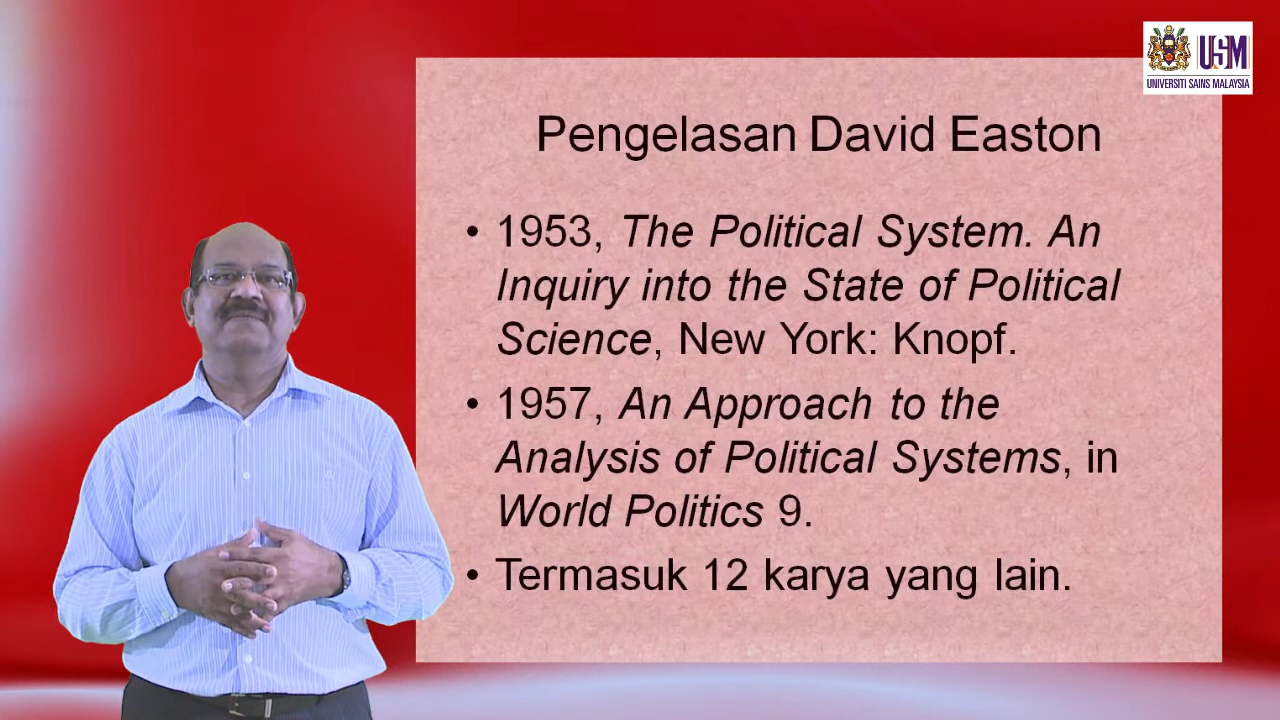 USM
UNIVERSITI SAINS MALAYSIA
Pengelasan David Easton
• 1953, The Political System. An
Inquiry into the State of Political
Science, New York: Knopf.
• 1957, An Approach to the
Analysis of Political Systems, in
World Politics 9.
• Termasuk 12 karya yang lain.